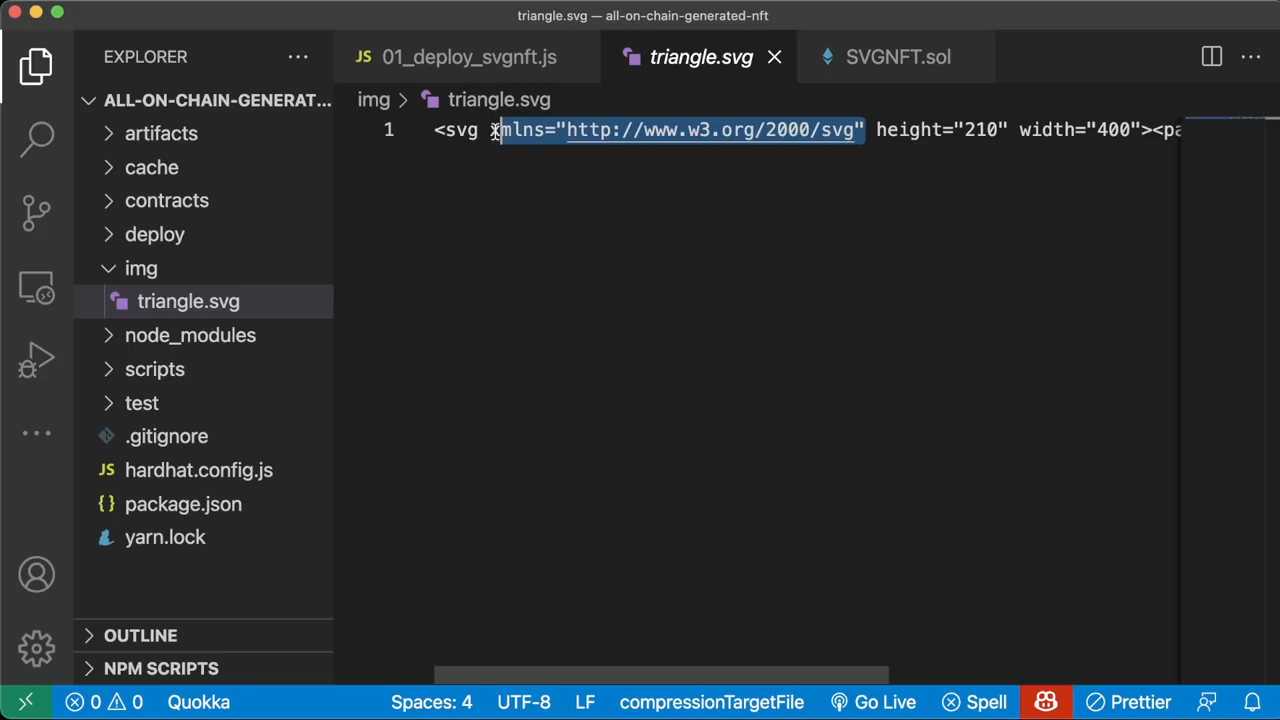 triangle.svg — all-on-chain-generated-nft
EXPLORER
JS 01_deploy_svgnft.js
triangle.svg
SVGNFT.sol
ALL-ON-CHAIN-GENERAT...
img > triangle.svg
1 <svg xmlns="http://www.w3.org/2000/svg" height="210" width="400"><pa
artifacts
cache
contracts
deploy
img
triangle.svg
node_modules
scripts
test
.gitignore
JS hardhat.config.js
{} package.json
yarn.lock
OUTLINE
NPM SCRIPTS
0 0 Quokka Spaces: 4 UTF-8 LF compressionTargetFile Go Live Spell Prettier